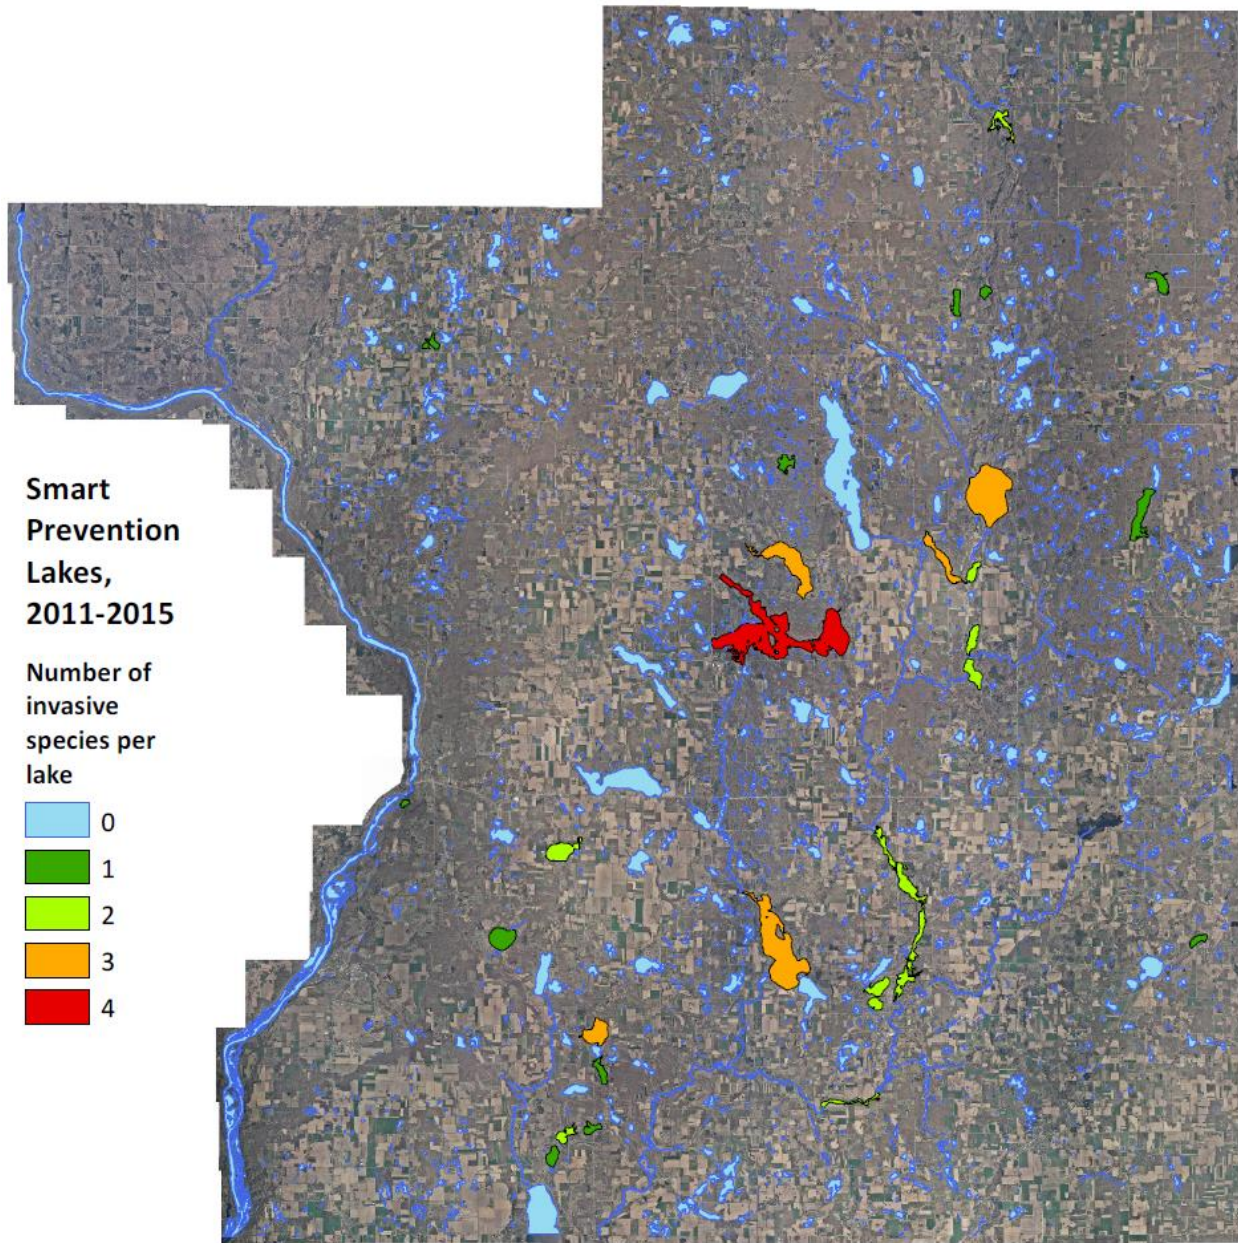 Smart
Prevention
Lakes,
2011-2015
Number of
invasive
species per
lake
0
1
2
3
4